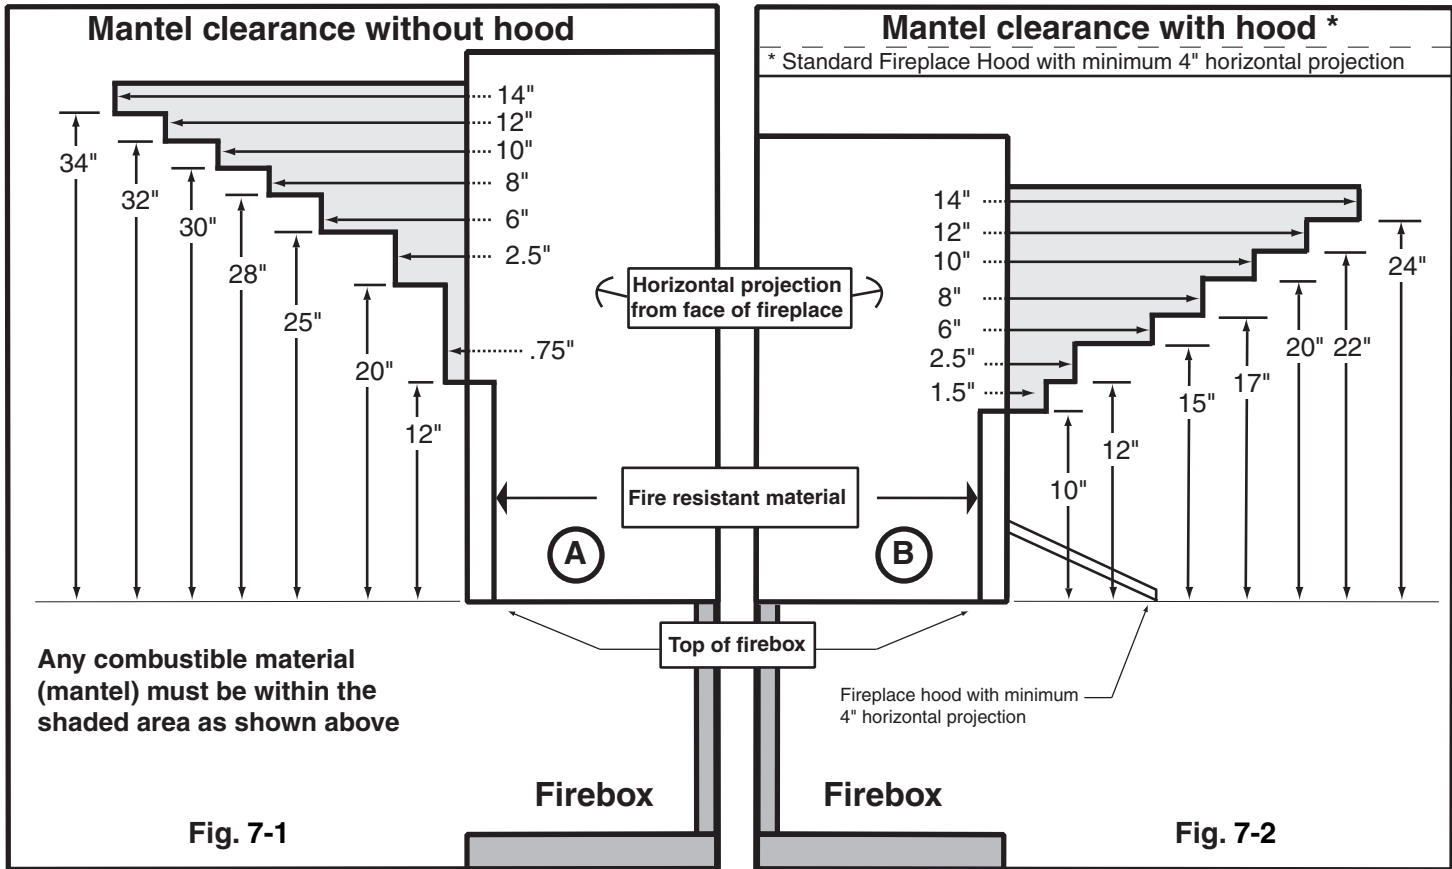 Mantel clearance without hood
14"
12"
10"
8"
6"
2.5"
.75"
34"
32"
30"
28"
25"
20"
12"
A
Any combustible material
(mantel) must be within the
shaded area as shown above
Firebox
Fig. 7-1
Horizontal projection
from face of fireplace
Fire resistant material
Top of firebox
Mantel clearance with hood *
* Standard Fireplace Hood with minimum 4" horizontal projection
14"
12"
10"
8"
6"
2.5"
1.5"
10"
12"
15"
17"
20"
22"
24"
B
Fireplace hood with minimum
4" horizontal projection
Firebox
Fig. 7-2